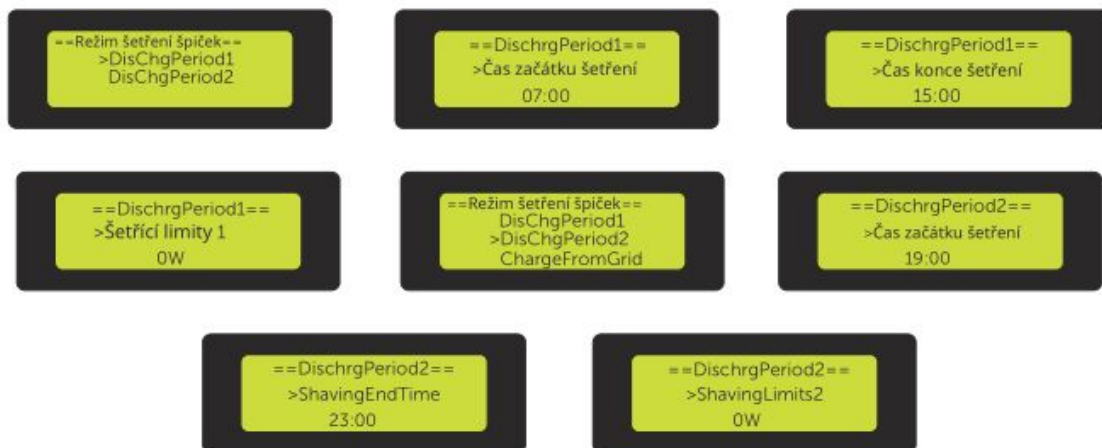 ==Režim šetření špiček==
>DisChgPeriod1
DisChgPeriod2
==DischrgPeriod1==
>Čas začátku šetření
07:00
==DischrgPeriod1==
>Čas konce šetření
15:00
==DischrgPeriod1==
>Šetřící limity 1
0W
==Režim šetření špiček==
DisChgPeriod1
>DisChgPeriod2
ChargeFromGrid
==DischrgPeriod2==
>Čas začátku šetření
19:00
==DischrgPeriod2==
>ShavingEndTime
23:00
==DischrgPeriod2==
>ShavingLimits2
0W